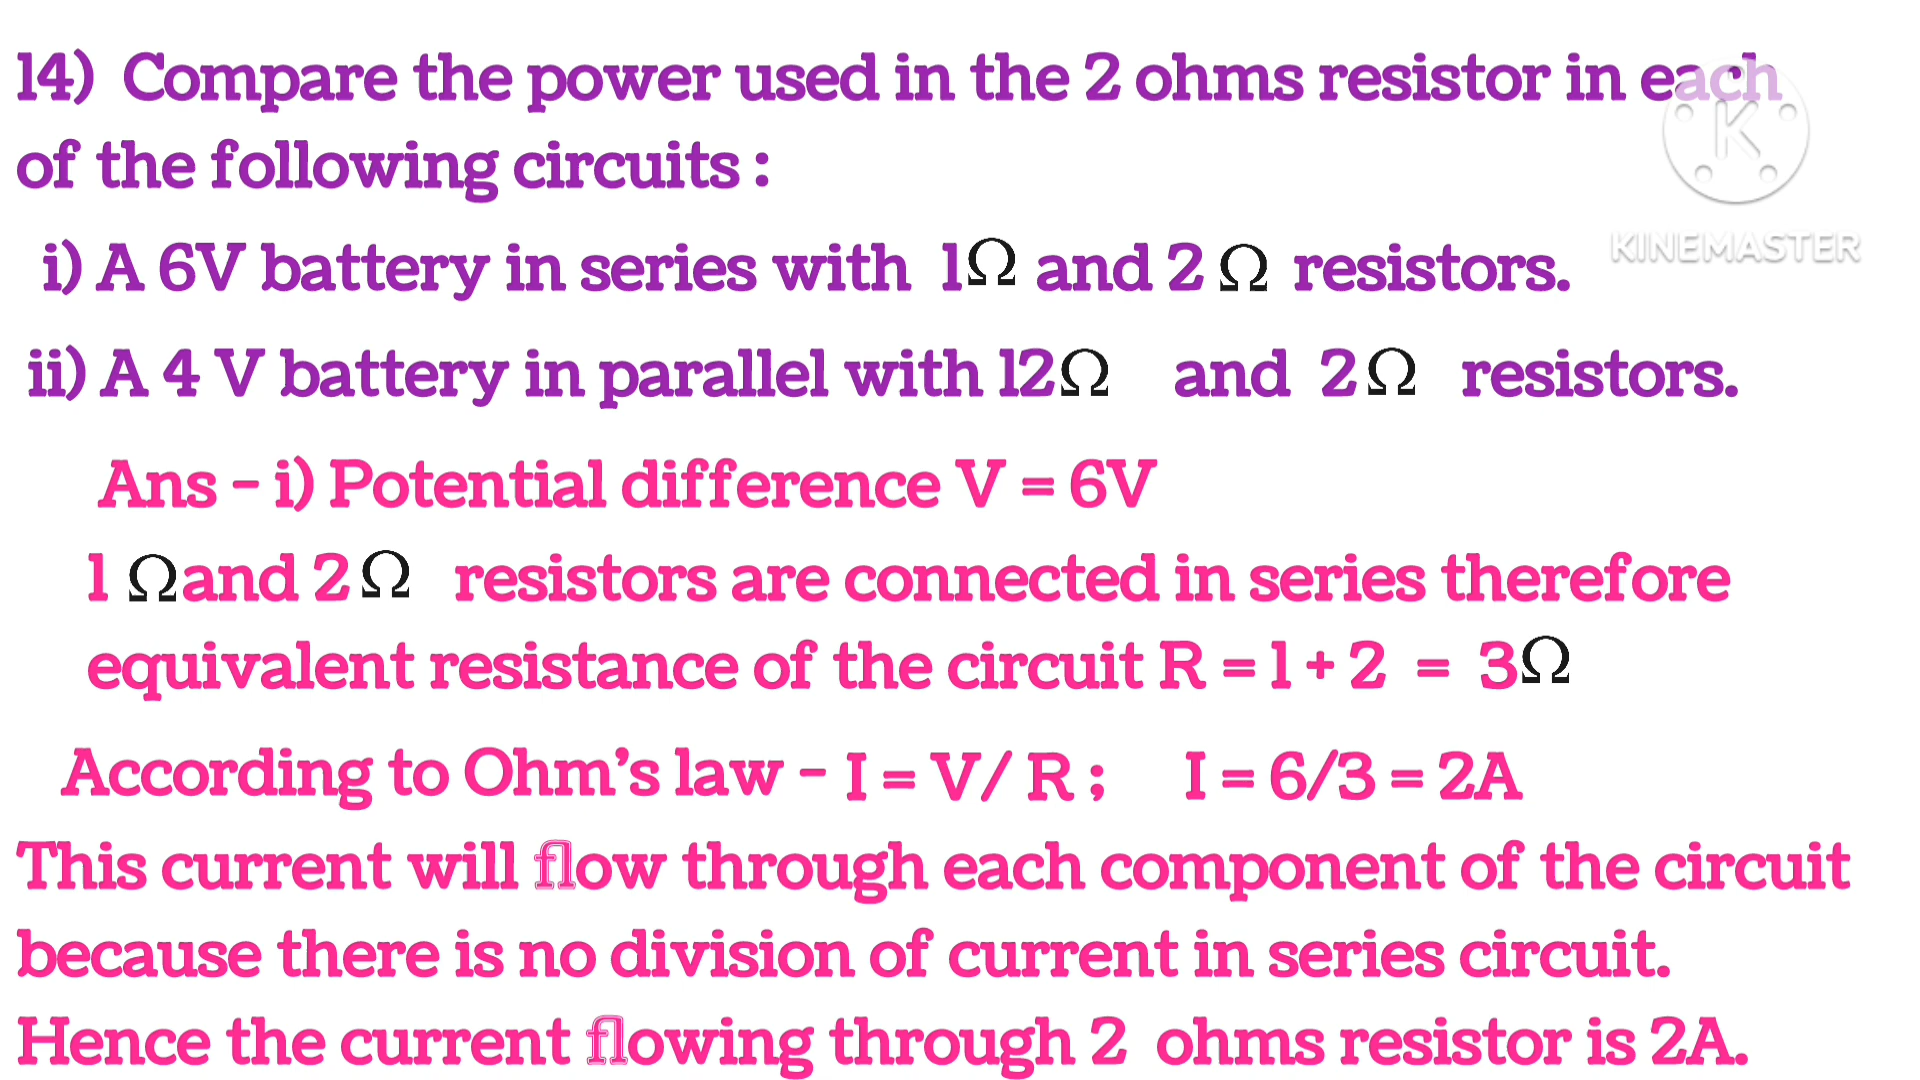 14) Compare the power used in the 2 ohms resistor in each
of the following circuits :
i) A 6V battery in series with 1Ω and 2 Ω resistors.
ii) A 4 V battery in parallel with 12Ω and 2Ω resistors.
Ans - i) Potential difference V = 6V
1 Ω and 2 Ω resistors are connected in series therefore
equivalent resistance of the circuit R = 1 + 2 = 3Ω
According to Ohm's law - I = V/ R ; I = 6/3 = 2A
This current will flow through each component of the circuit
because there is no division of current in series circuit.
Hence the current flowing through 2 ohms resistor is 2A.
K
KINEMASTER